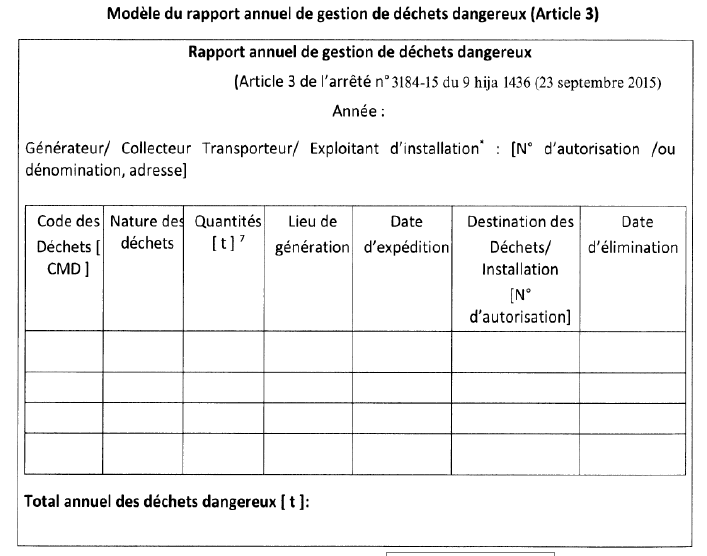 Modèle du rapport annuel de gestion de déchets dangereux (Article 3)
Rapport annuel de gestion de déchets dangereux
(Article 3 de l'arrêté n°3184-15 du 9 hija 1436 (23 septembre 2015)
Année :
Générateur/ Collecteur Transporteur/ Exploitant d'installation* : [N° d'autorisation /ou
dénomination, adresse]
Code des
Déchets [
CMD ]
Nature des
déchets
Quantités
[ t ] 7
Lieu de
génération
Date
d'expédition
Destination des
Déchets/
Installation
[N°
d'autorisation]
Date
d'élimination
Total annuel des déchets dangereux [ t ]: